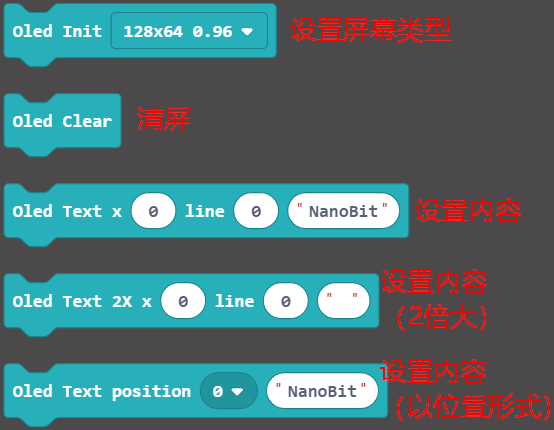 Oled Init 128x64 0.96 设置屏幕类型
Oled Clear 清屏
Oled Text x 0 line 0 "NanoBit" 设置内容
Oled Text 2X x 0 line 0 " " 设置内容
(2倍大)
Oled Text position 0 "NanoBit" 设置内容
(以位置形式)